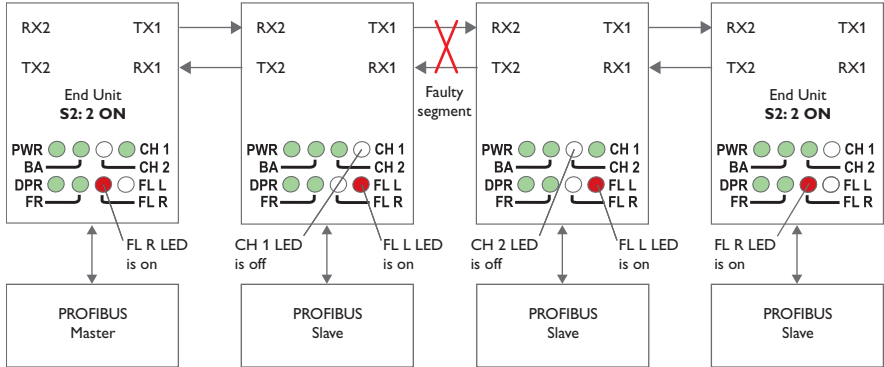 RX2 TX1
TX2 RX1
End Unit
S2: 2 ON
PWR CH 1
BA CH 2
DPR FL L
FR FL R
RX2 TX1
TX2 RX1
PWR CH 1
BA CH 2
DPR FL L
FR FL R
Faulty
segment
RX2 TX1
TX2 RX1
PWR CH 1
BA CH 2
DPR FL L
FR FL R
RX2 TX1
TX2 RX1
End Unit
S2: 2 ON
PWR CH 1
BA CH 2
DPR FL L
FR FL R
FL R LED
is on
CH 1 LED
is off
FL L LED
is on
CH 2 LED
is off
FL L LED
is on
FL R LED
is on
PROFIBUS
Master
PROFIBUS
Slave
PROFIBUS
Slave
PROFIBUS
Slave